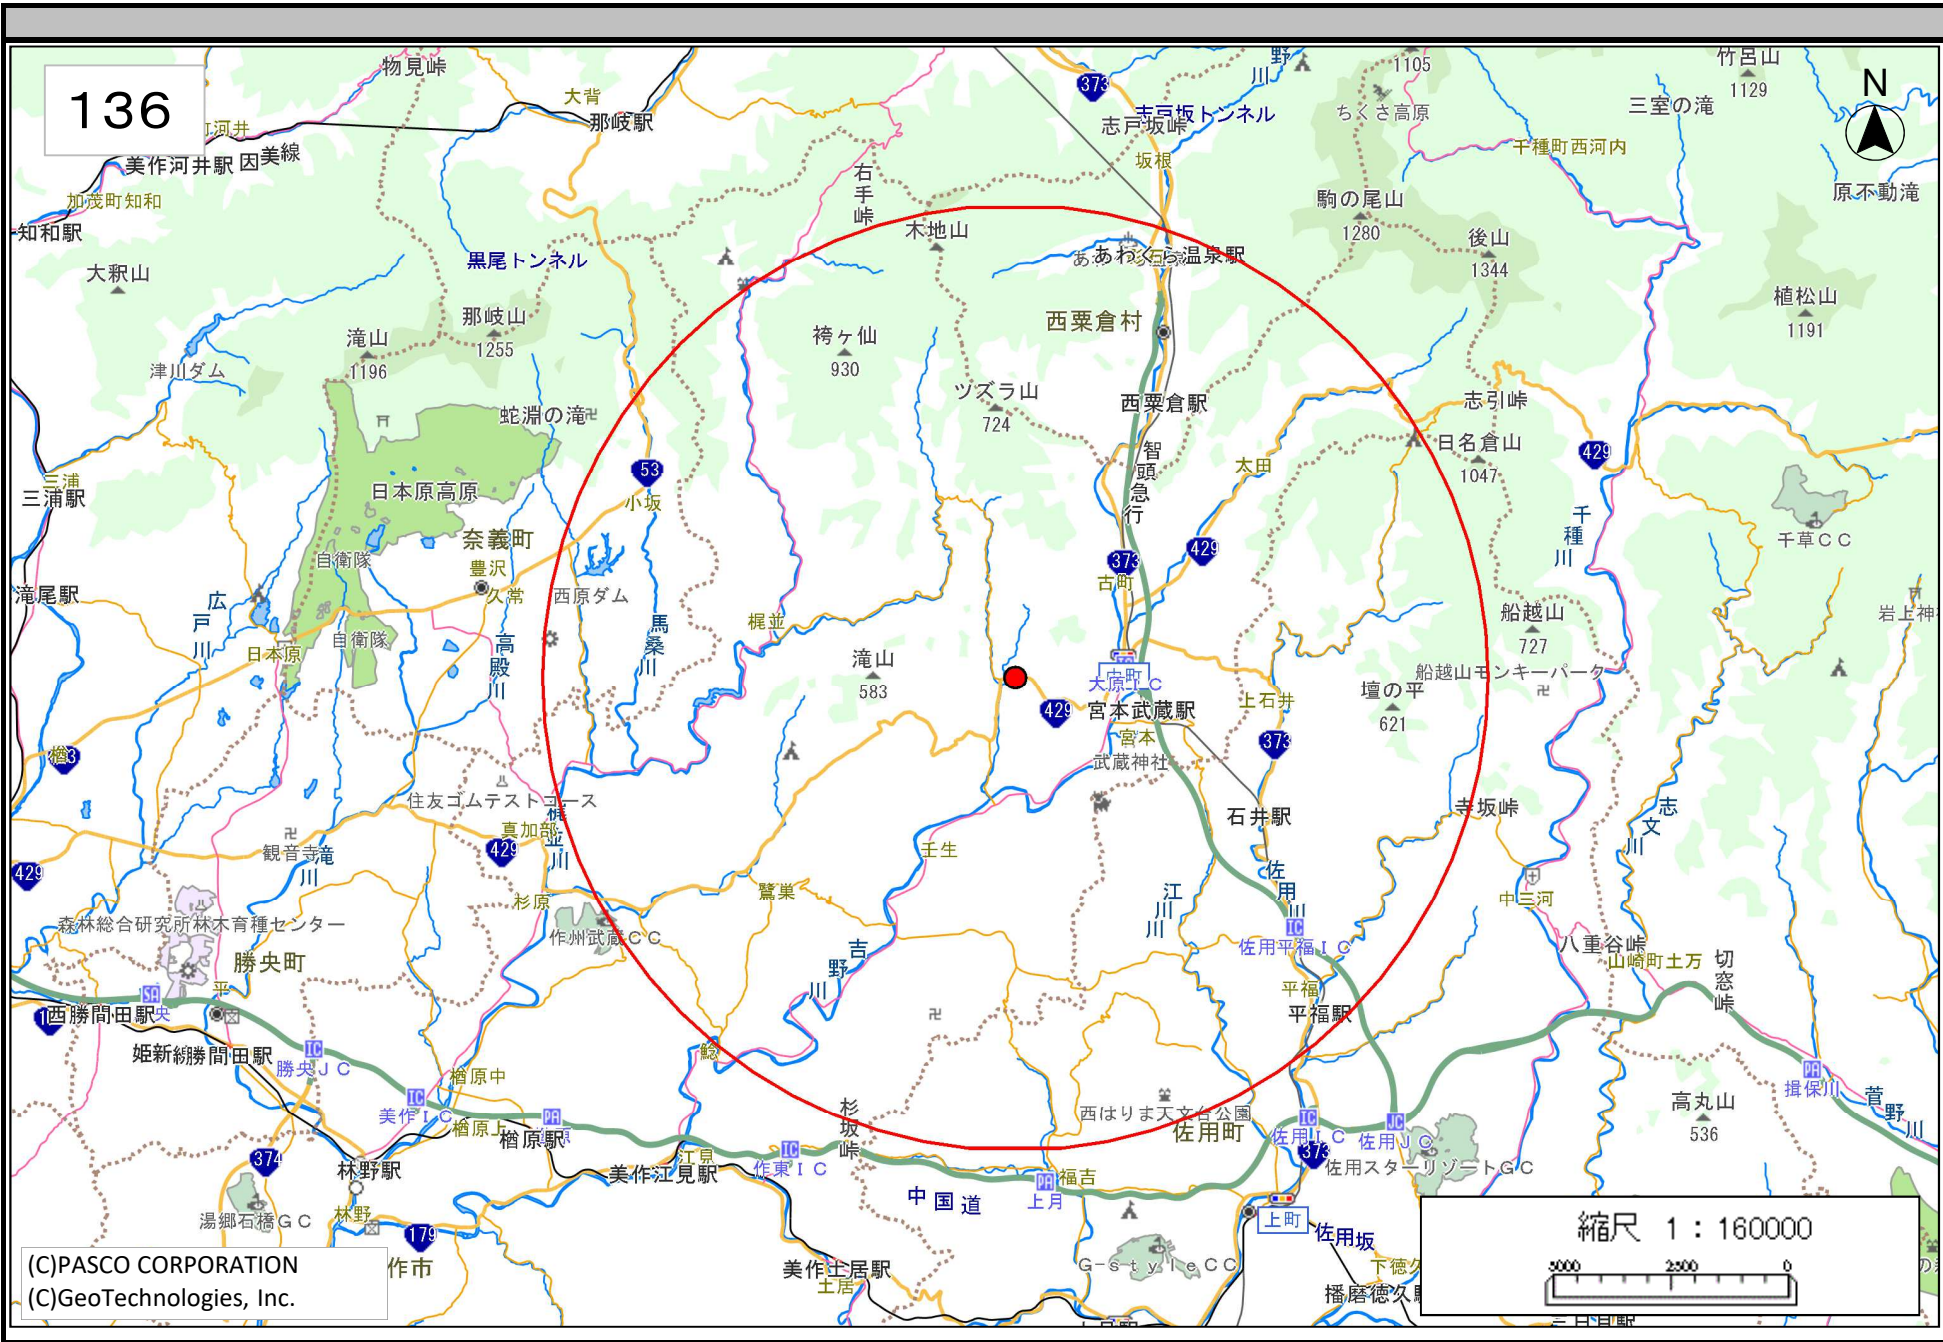 136
N
物見峠
大背
那岐駅
美作河井駅
因美線
加茂町知和
知和駅
大釈山
黒尾トンネル
右手峠
373
志戸坂トンネル
志戸坂峠
坂根
野川
1105
ちくさ高原
竹呂山
1129
三室の滝
千種町西河内
原不動滝
駒の尾山
1280
後山
1344
植松山
1191
木地山
あわくら温泉駅
西粟倉村
袴ヶ仙
930
那岐山
1255
滝山
1196
津川ダム
蛇淵の滝
ツズラ山
724
西粟倉駅
智頭急行
志引峠
日名倉山
1047
429
太田
53
小坂
三浦
三浦駅
日本原高原
奈義町
豊沢
久常
自衛隊
自衛隊
西原ダム
滝尾駅
広戸川
日本原
高殿川
馬桑川
梶並
滝山
583
373
429
古町
千種川
千草CC
船越山
727
船越山モンキーパーク
岩上神
大原IC
宮本武蔵駅
429
宮本
武蔵神社
上石井
373
壇の平
621
住友ゴムテストコース
真加部
429
梶並川
観音寺
滝川
429
杉原
作州武蔵CC
壬生
鷲巣
吉野川
石井駅
佐用川
江川川
寺坂峠
志文川
中三河
森林総合研究所林木育種センター
勝央町
平
SA
西勝間田駅
姫新線
勝間田駅
IC
勝央JC
IC
美作IC
楢原中
楢原上
PA
楢原駅
鯰
IC
佐用平福IC
平福
平福駅
八重谷峠
山崎町土万
切窓峠
PA
揖保川
菅野川
高丸山
536
杉坂峠
西はりま天文台公園
佐用町
IC
佐用IC
JC
佐用JC
373
佐用スターリゾートGC
374
林野駅
林野
湯郷石橋GC
179
作市
江見
美作江見駅
IC
作東IC
中国道
PA
上月
福吉
上町
佐用坂
G-styleCC
美作土居駅
土居
下徳久
播磨徳久駅
縮尺 1：160000
5000 2500 0
(C)PASCO CORPORATION
(C)GeoTechnologies, Inc.